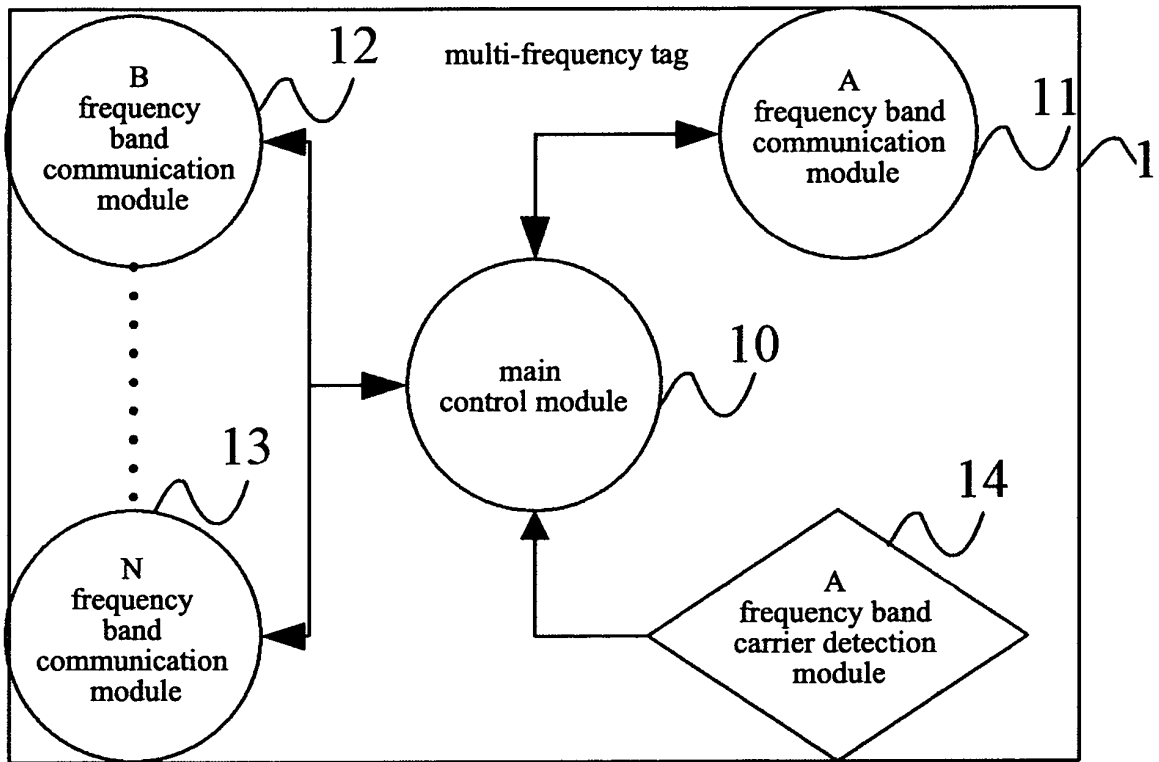 12
B
frequency
band
communication
module
multi-frequency tag
A
frequency band
communication
module
11
1
main
control module
10
13
N
frequency
band
communication
module
14
A
frequency band
carrier detection
module